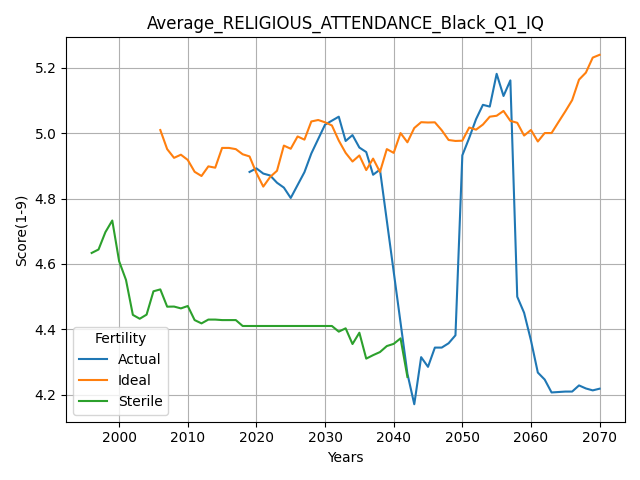 Average_RELIGIOUS_ATTENDANCE_Black_Q1_IQ
Score(1-9)
5.2
5.0
4.8
4.6
4.4
4.2
Fertility
Actual
Ideal
Sterile
2000 2010 2020 2030 2040 2050 2060 2070
Years